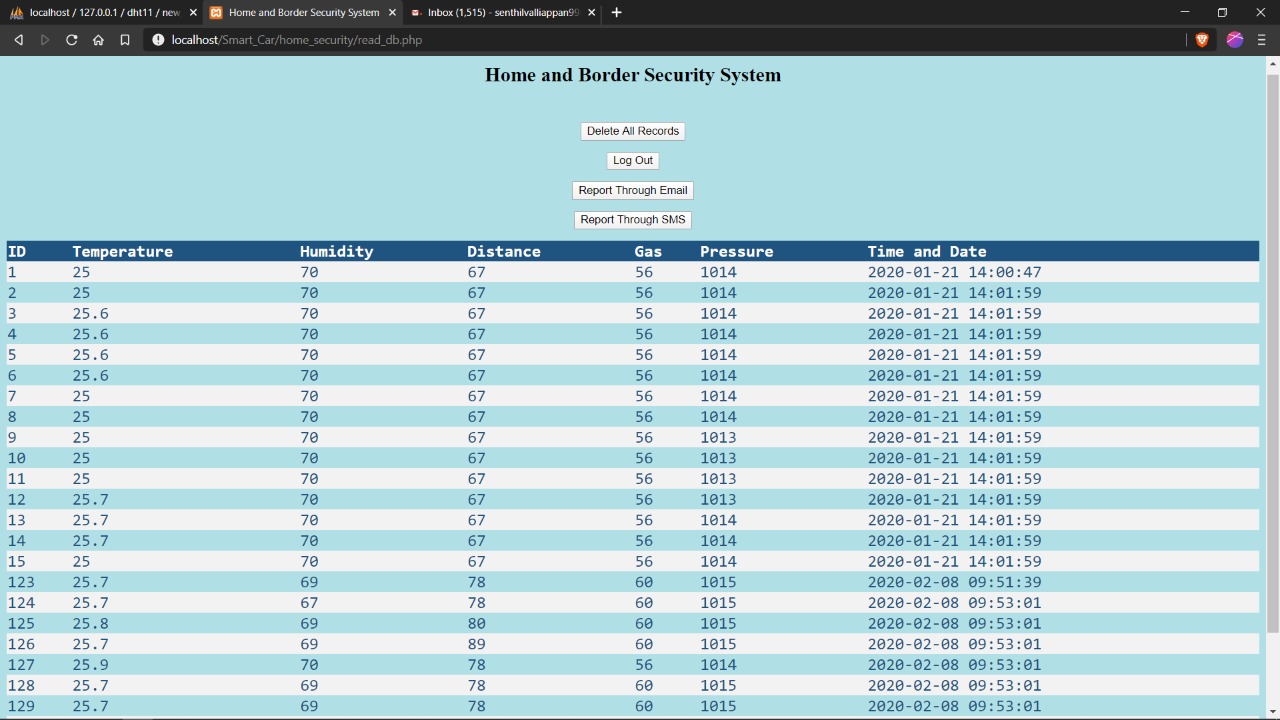 localhost / 127.0.0.1 / dht11 / new
Home and Border Security System
Inbox (1,515) - senthilvalliappan99
localhost/Smart_Car/home_security/read_db.php
Home and Border Security System
Delete All Records
Log Out
Report Through Email
Report Through SMS
ID Temperature Humidity Distance Gas Pressure Time and Date
1 25 70 67 56 1014 2020-01-21 14:00:47
2 25 70 67 56 1014 2020-01-21 14:01:59
3 25.6 70 67 56 1014 2020-01-21 14:01:59
4 25.6 70 67 56 1014 2020-01-21 14:01:59
5 25.6 70 67 56 1014 2020-01-21 14:01:59
6 25.6 70 67 56 1014 2020-01-21 14:01:59
7 25 70 67 56 1014 2020-01-21 14:01:59
8 25 70 67 56 1014 2020-01-21 14:01:59
9 25 70 67 56 1013 2020-01-21 14:01:59
10 25 70 67 56 1013 2020-01-21 14:01:59
11 25 70 67 56 1013 2020-01-21 14:01:59
12 25.7 70 67 56 1013 2020-01-21 14:01:59
13 25.7 70 67 56 1014 2020-01-21 14:01:59
14 25.7 70 67 56 1014 2020-01-21 14:01:59
15 25 70 67 56 1014 2020-01-21 14:01:59
123 25.7 69 78 60 1015 2020-02-08 09:51:39
124 25.7 67 78 60 1015 2020-02-08 09:53:01
125 25.8 69 80 60 1015 2020-02-08 09:53:01
126 25.7 69 89 60 1015 2020-02-08 09:53:01
127 25.9 70 78 56 1014 2020-02-08 09:53:01
128 25.7 69 78 60 1015 2020-02-08 09:53:01
129 25.7 69 78 60 1015 2020-02-08 09:53:01